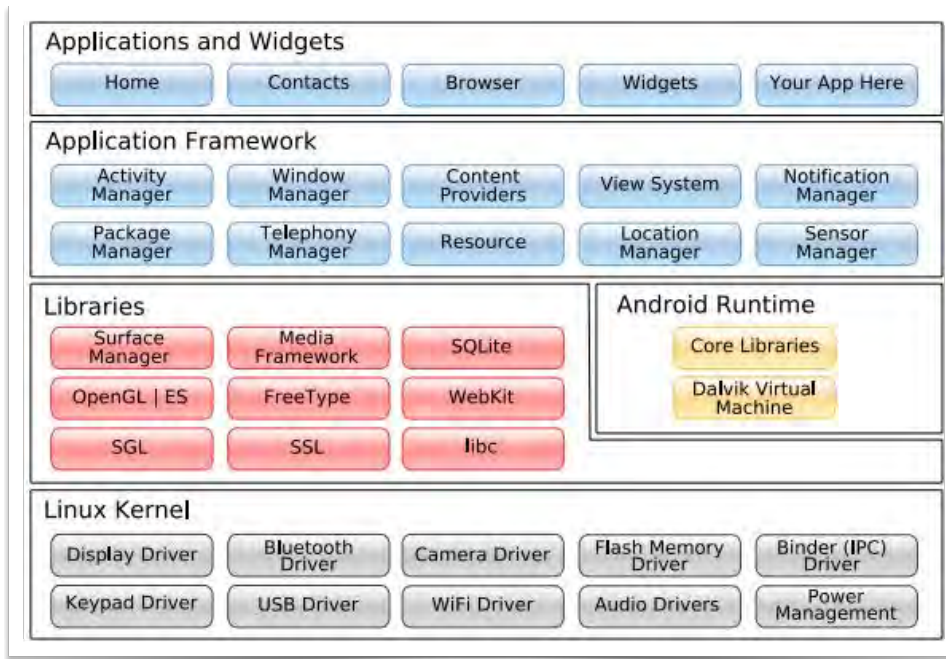 Applications and Widgets
Home
Contacts
Browser
Widgets
Your App Here
Application Framework
Activity
Manager
Window
Manager
Content
Providers
View System
Notification
Manager
Package
Manager
Telephony
Manager
Resource
Location
Manager
Sensor
Manager
Libraries
Surface
Manager
Media
Framework
SQLite
OpenGL | ES
FreeType
WebKit
SGL
SSL
libc
Android Runtime
Core Libraries
Dalvik Virtual
Machine
Linux Kernel
Display Driver
Bluetooth
Driver
Camera Driver
Flash Memory
Driver
Binder (IPC)
Driver
Keypad Driver
USB Driver
WiFi Driver
Audio Drivers
Power
Management